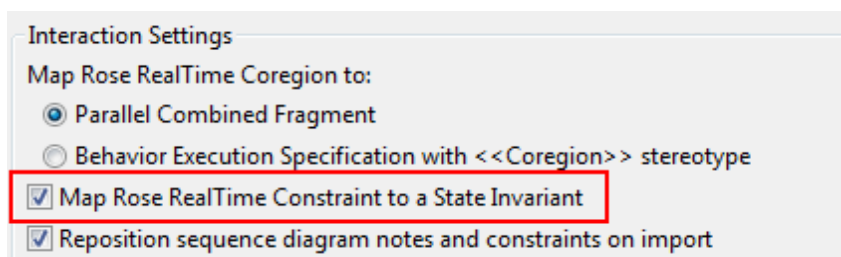 Interaction Settings
Map Rose RealTime Coregion to:
Parallel Combined Fragment
Behavior Execution Specification with <<Coregion>> stereotype
Map Rose RealTime Constraint to a State Invariant
Reposition sequence diagram notes and constraints on import